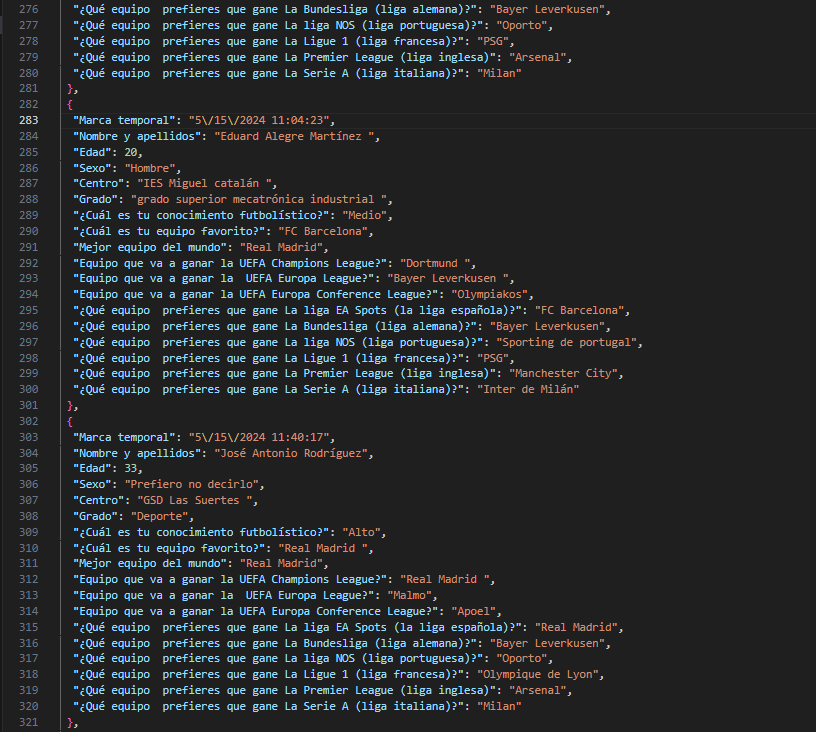 276 "¿Qué equipo  prefieres que gane La Bundesliga (liga alemana)?": "Bayer Leverkusen",
277 "¿Qué equipo  prefieres que gane La liga NOS (liga portuguesa)?": "Oporto",
278 "¿Qué equipo  prefieres que gane La Ligue 1 (liga francesa)?": "PSG",
279 "¿Qué equipo  prefieres que gane La Premier League (liga inglesa)?": "Arsenal",
280 "¿Qué equipo  prefieres que gane La Serie A (liga italiana)?": "Milan"
281 },
282 {
283 "Marca temporal": "5\/15\/2024 11:04:23",
284 "Nombre y apellidos": "Eduard Alegre Martínez ",
285 "Edad": 20,
286 "Sexo": "Hombre",
287 "Centro": "IES Miguel catalán ",
288 "Grado": "grado superior mecatrónica industrial ",
289 "¿Cuál es tu conocimiento futbolístico?": "Medio",
290 "¿Cuál es tu equipo favorito?": "FC Barcelona",
291 "Mejor equipo del mundo": "Real Madrid",
292 "Equipo que va a ganar la UEFA Champions League?": "Dortmund ",
293 "Equipo que va a ganar la  UEFA Europa League?": "Bayer Leverkusen ",
294 "Equipo que va a ganar la UEFA Europa Conference League?": "Olympiakos",
295 "¿Qué equipo  prefieres que gane La liga EA Spots (la liga española)?": "FC Barcelona",
296 "¿Qué equipo  prefieres que gane La Bundesliga (liga alemana)?": "Bayer Leverkusen",
297 "¿Qué equipo  prefieres que gane La liga NOS (liga portuguesa)?": "Sporting de portugal",
298 "¿Qué equipo  prefieres que gane La Ligue 1 (liga francesa)?": "PSG",
299 "¿Qué equipo  prefieres que gane La Premier League (liga inglesa)": "Manchester City",
300 "¿Qué equipo  prefieres que gane La Serie A (liga italiana)?": "Inter de Milán"
301 },
302 {
303 "Marca temporal": "5\/15\/2024 11:40:17",
304 "Nombre y apellidos": "José Antonio Rodríguez",
305 "Edad": 33,
306 "Sexo": "Prefiero no decirlo",
307 "Centro": "GSD Las Suertes ",
308 "Grado": "Deporte",
309 "¿Cuál es tu conocimiento futbolístico?": "Alto",
310 "¿Cuál es tu equipo favorito?": "Real Madrid ",
311 "Mejor equipo del mundo": "Real Madrid",
312 "Equipo que va a ganar la UEFA Champions League?": "Real Madrid ",
313 "Equipo que va a ganar la  UEFA Europa League?": "Malmo",
314 "Equipo que va a ganar la UEFA Europa Conference League?": "Apoel",
315 "¿Qué equipo  prefieres que gane La liga EA Spots (la liga española)?": "Real Madrid",
316 "¿Qué equipo  prefieres que gane La Bundesliga (liga alemana)?": "Bayer Leverkusen",
317 "¿Qué equipo  prefieres que gane La liga NOS (liga portuguesa)?": "Oporto",
318 "¿Qué equipo  prefieres que gane La Ligue 1 (liga francesa)?": "Olympique de Lyon",
319 "¿Qué equipo  prefieres que gane La Premier League (liga inglesa)?": "Arsenal",
320 "¿Qué equipo  prefieres que gane La Serie A (liga italiana)?": "Milan"
321 },